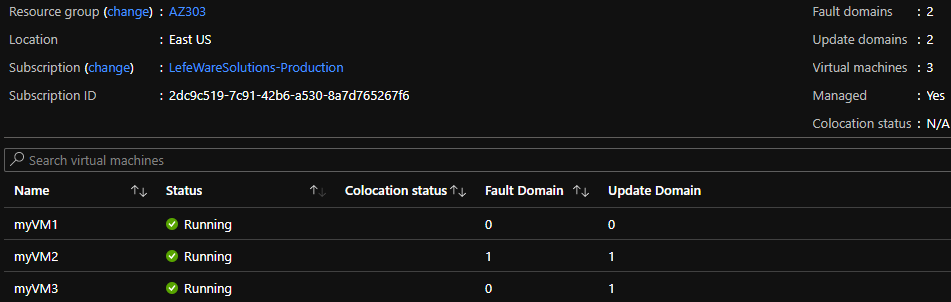 Resource group (change) : AZ303 Fault domains : 2
Location : East US Update domains : 2
Subscription (change) : LefeWareSolutions-Production Virtual machines : 3
Subscription ID : 2dc9c519-7c91-42b6-a530-8a7d765267f6 Managed : Yes
Colocation status : N/A
Search virtual machines
Name Status Colocation status Fault Domain Update Domain
myVM1 Running 0 0
myVM2 Running 1 1
myVM3 Running 0 1